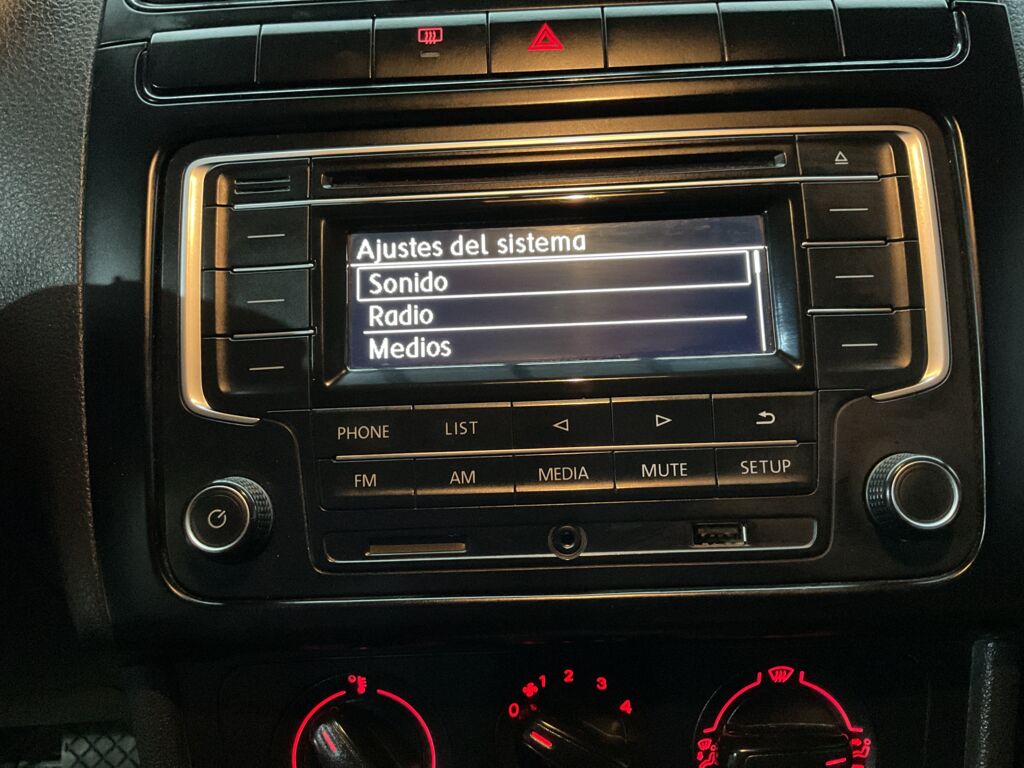 Ajustes del sistema
Sonido
Radio
Medios
PHONE LIST
FM AM MEDIA MUTE SETUP
0 1 2 3 4